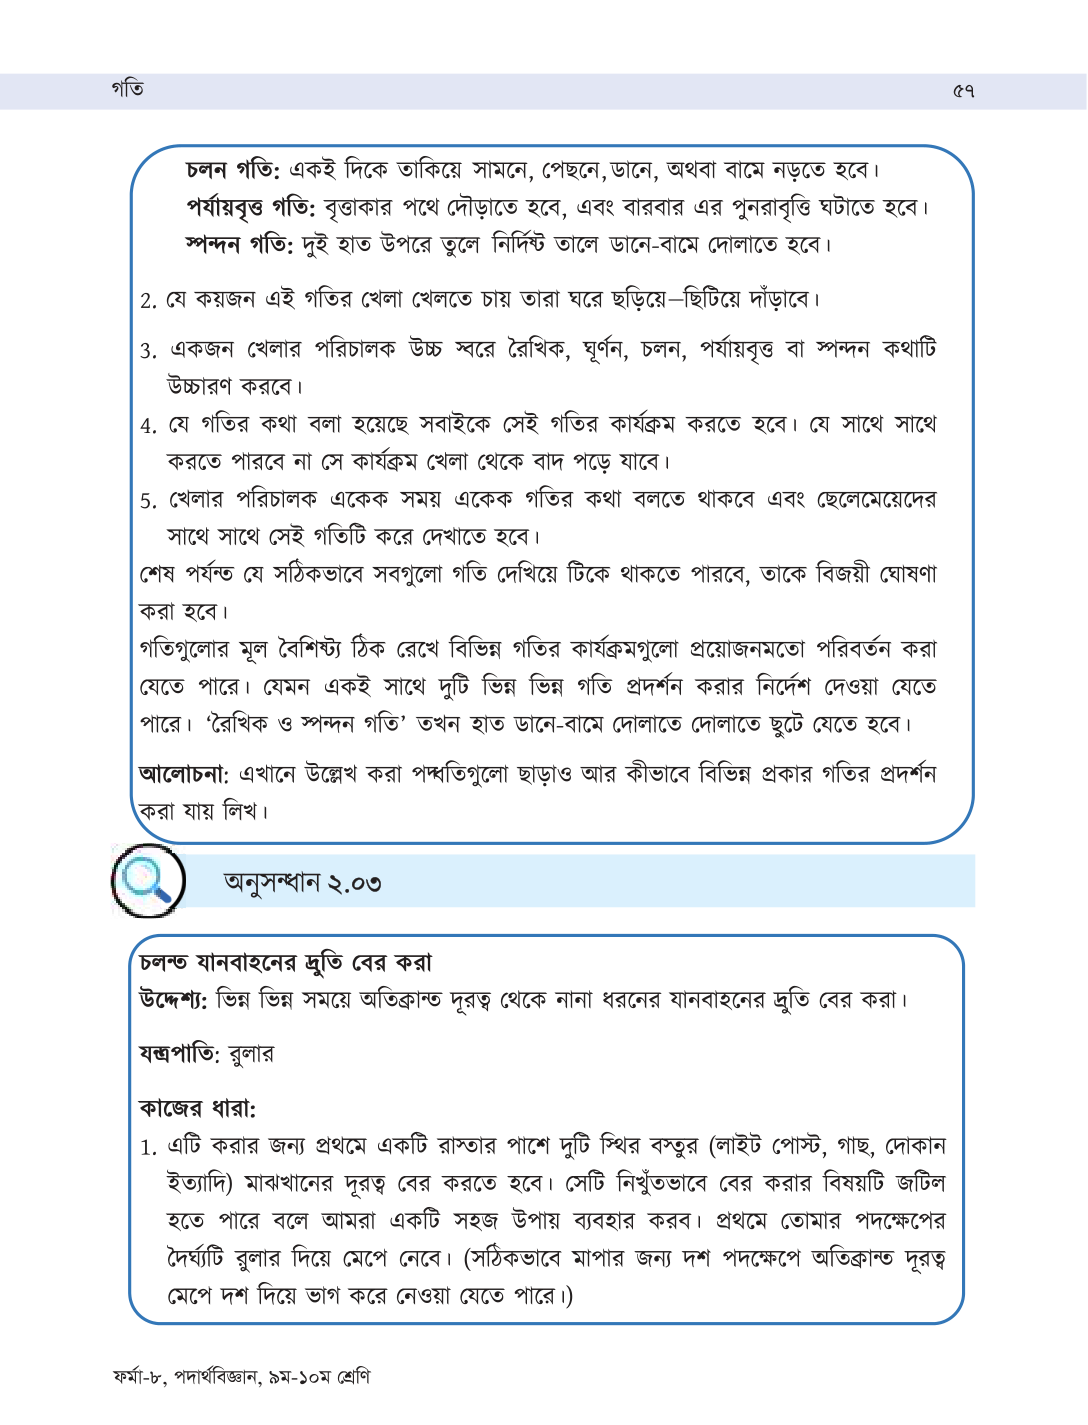 গতি ৫৭
চলন গতি: একই দিকে তাকিয়ে সামনে, পেছনে, ডানে, অথবা বামে নড়তে হবে।
পর্যায়বৃত্ত গতি: বৃত্তাকার পথে দৌড়াতে হবে, এবং বারবার এর পুনরাবৃত্তি ঘটাতে হবে।
স্পন্দন গতি: দুই হাত উপরে তুলে নির্দিষ্ট তালে ডানে-বামে দোলাতে হবে।
2. যে কয়জন এই গতির খেলা খেলতে চায় তারা ঘরে ছড়িয়ে–ছিটিয়ে দাঁড়াবে।
3. একজন খেলার পরিচালক উচ্চ স্বরে রৈখিক, ঘূর্ণন, চলন, পর্যায়বৃত্ত বা স্পন্দন কথাটি
উচ্চারণ করবে।
4. যে গতির কথা বলা হয়েছে সবাইকে সেই গতির কার্যক্রম করতে হবে। যে সাথে সাথে
করতে পারবে না সে কার্যক্রম খেলা থেকে বাদ পড়ে যাবে।
5. খেলার পরিচালক একেক সময় একেক গতির কথা বলতে থাকবে এবং ছেলেমেয়েদের
সাথে সাথে সেই গতিটি করে দেখাতে হবে।
শেষ পর্যন্ত যে সঠিকভাবে সবগুলো গতি দেখিয়ে টিকে থাকতে পারবে, তাকে বিজয়ী ঘোষণা
করা হবে।
গতিগুলোর মূল বৈশিষ্ট্য ঠিক রেখে বিভিন্ন গতির কার্যক্রমগুলো প্রয়োজনমতো পরিবর্তন করা
যেতে পারে। যেমন একই সাথে দুটি ভিন্ন ভিন্ন গতি প্রদর্শন করার নির্দেশ দেওয়া যেতে
পারে। ‘রৈখিক ও স্পন্দন গতি’ তখন হাত ডানে-বামে দোলাতে দোলাতে ছুটে যেতে হবে।
আলোচনা: এখানে উল্লেখ করা পদ্ধতিগুলো ছাড়াও আর কীভাবে বিভিন্ন প্রকার গতির প্রদর্শন
করা যায় লিখ।
অনুসন্ধান ২.০৩
চলন্ত যানবাহনের দ্রুতি বের করা
উদ্দেশ্য: ভিন্ন ভিন্ন সময়ে অতিক্রান্ত দূরত্ব থেকে নানা ধরনের যানবাহনের দ্রুতি বের করা।
যন্ত্রপাতি: রুলার
কাজের ধারা:
1. এটি করার জন্য প্রথমে একটি রাস্তার পাশে দুটি স্থির বস্তুর (লাইট পোস্ট, গাছ, দোকান
ইত্যাদি) মাঝখানের দূরত্ব বের করতে হবে। সেটি নিখুঁতভাবে বের করার বিষয়টি জটিল
হতে পারে বলে আমরা একটি সহজ উপায় ব্যবহার করব। প্রথমে তোমার পদক্ষেপের
দৈর্ঘ্যটি রুলার দিয়ে মেপে নেবে। (সঠিকভাবে মাপার জন্য দশ পদক্ষেপে অতিক্রান্ত দূরত্ব
মেপে দশ দিয়ে ভাগ করে নেওয়া যেতে পারে।)
ফর্মা-৮, পদার্থবিজ্ঞান, ৯ম-১০ম শ্রেণি